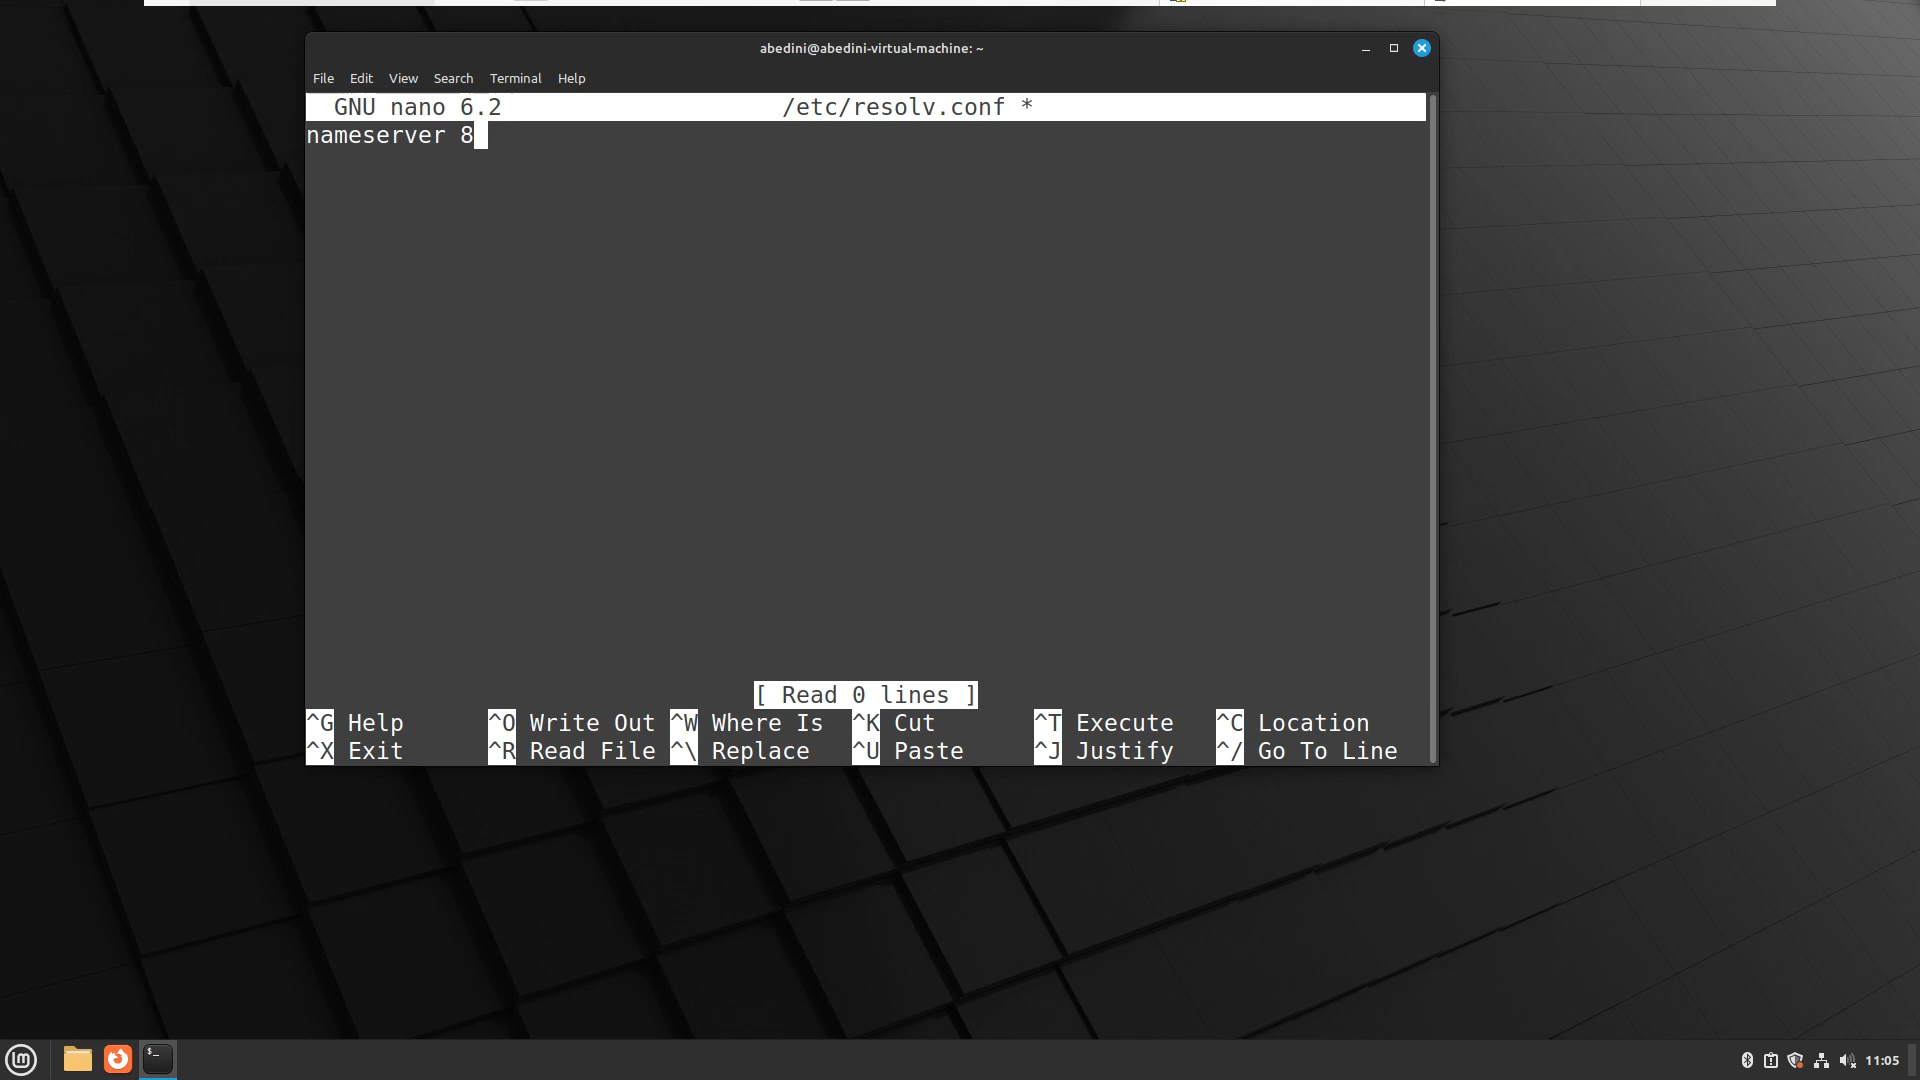 abedini@abedini-virtual-machine: ~
File Edit View Search Terminal Help
GNU nano 6.2 /etc/resolv.conf *
nameserver 8
[ Read 0 lines ]
^G Help ^O Write Out ^W Where Is ^K Cut ^T Execute ^C Location
^X Exit ^R Read File ^\ Replace ^U Paste ^J Justify ^/ Go To Line
$_
11:05